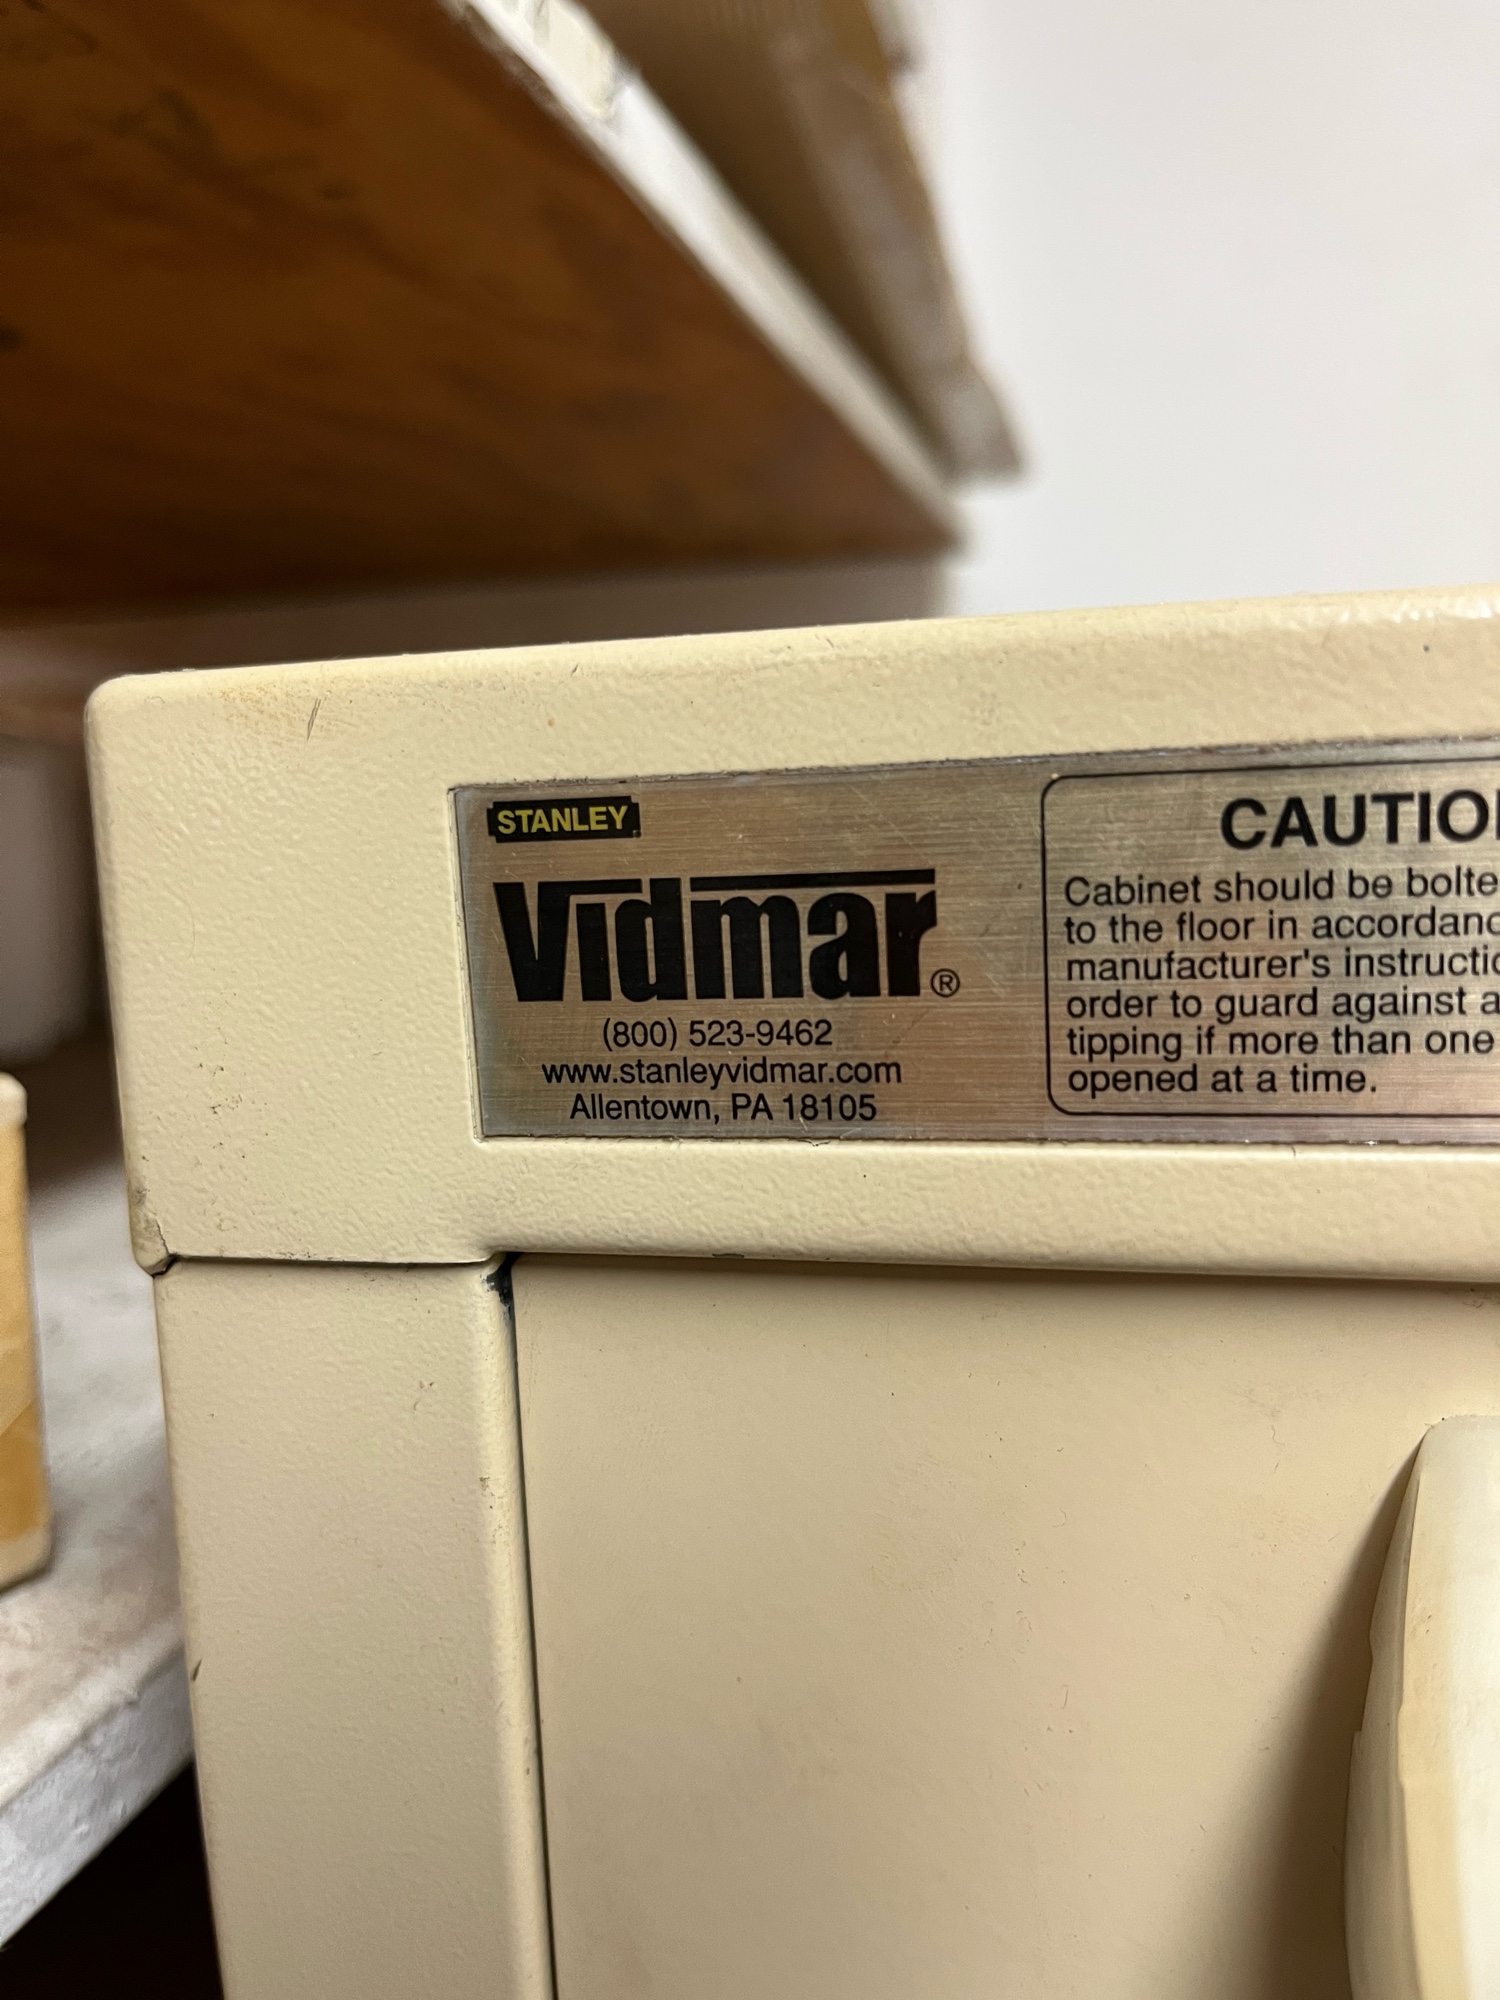 STANLEY
Vidmar®
(800) 523-9462
www.stanleyvidmar.com
Allentown, PA 18105
CAUTIO
Cabinet should be bolte
to the floor in accordanc
manufacturer's instructio
order to guard against a
tipping if more than one
opened at a time.